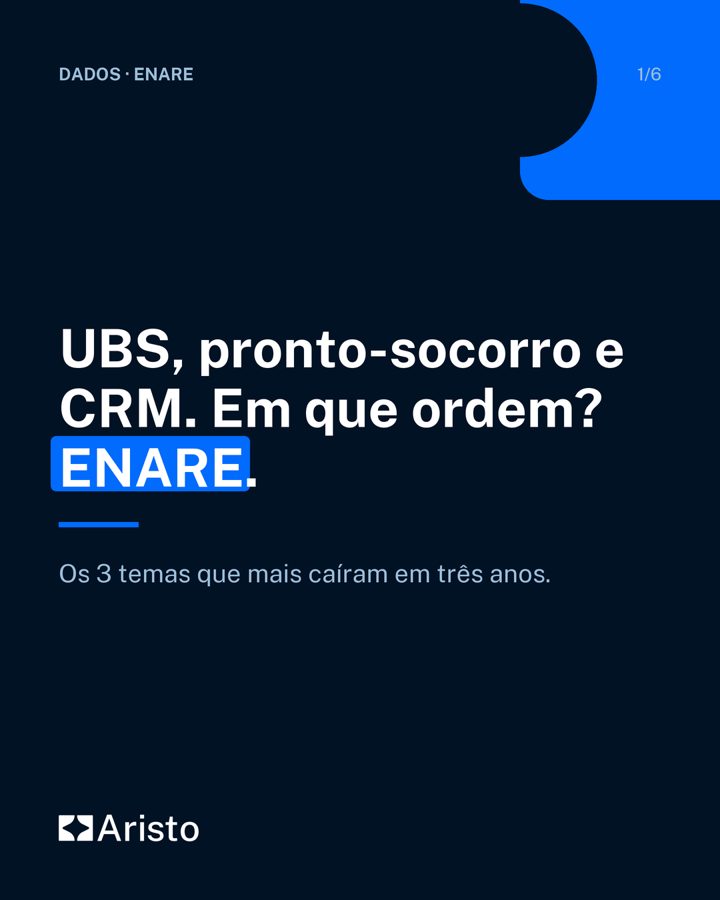 DADOS · ENARE
1/6
UBS, pronto-socorro e
CRM. Em que ordem?
ENARE.
Os 3 temas que mais caíram em três anos.
Aristo